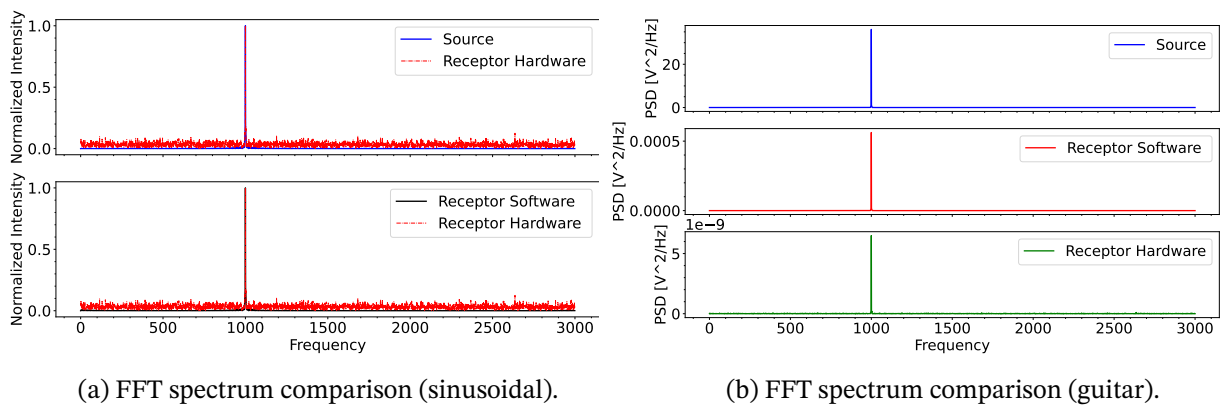 Normalized Intensity
1.0
0.5
0.0
Source
Receptor Hardware
Normalized Intensity
1.0
0.5
0.0
Receptor Software
Receptor Hardware
0 500 1000 1500 2000 2500 3000
Frequency
(a) FFT spectrum comparison (sinusoidal).
PSD [V^2/Hz]
20
0
Source
PSD [V^2/Hz]
0.0005
0.0000
Receptor Software
PSD [V^2/Hz]
1e-9
5
0
Receptor Hardware
0 500 1000 1500 2000 2500 3000
Frequency
(b) FFT spectrum comparison (guitar).